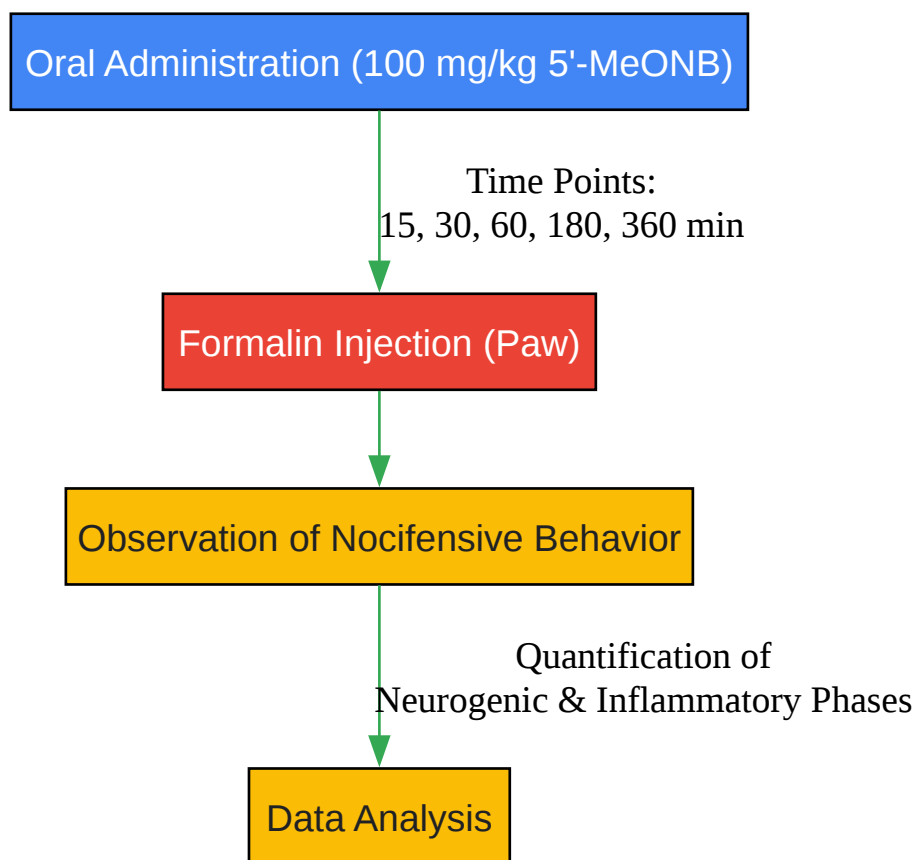 Oral Administration (100 mg/kg 5'-MeONB)
Time Points:
15, 30, 60, 180, 360 min
Formalin Injection (Paw)
Observation of Nocifensive Behavior
Quantification of
Neurogenic & Inflammatory Phases
Data Analysis